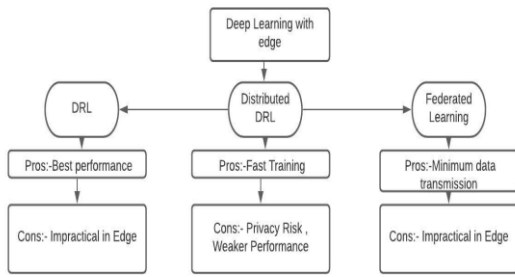 Deep Learning with
edge
DRL
Distributed
DRL
Federated
Learning
Pros:-Best performance
Pros:-Fast Training
Pros:-Minimum data
transmission
Cons:- Impractical in Edge
Cons:- Privacy Risk ,
Weaker Performance
Cons:- Impractical in Edge